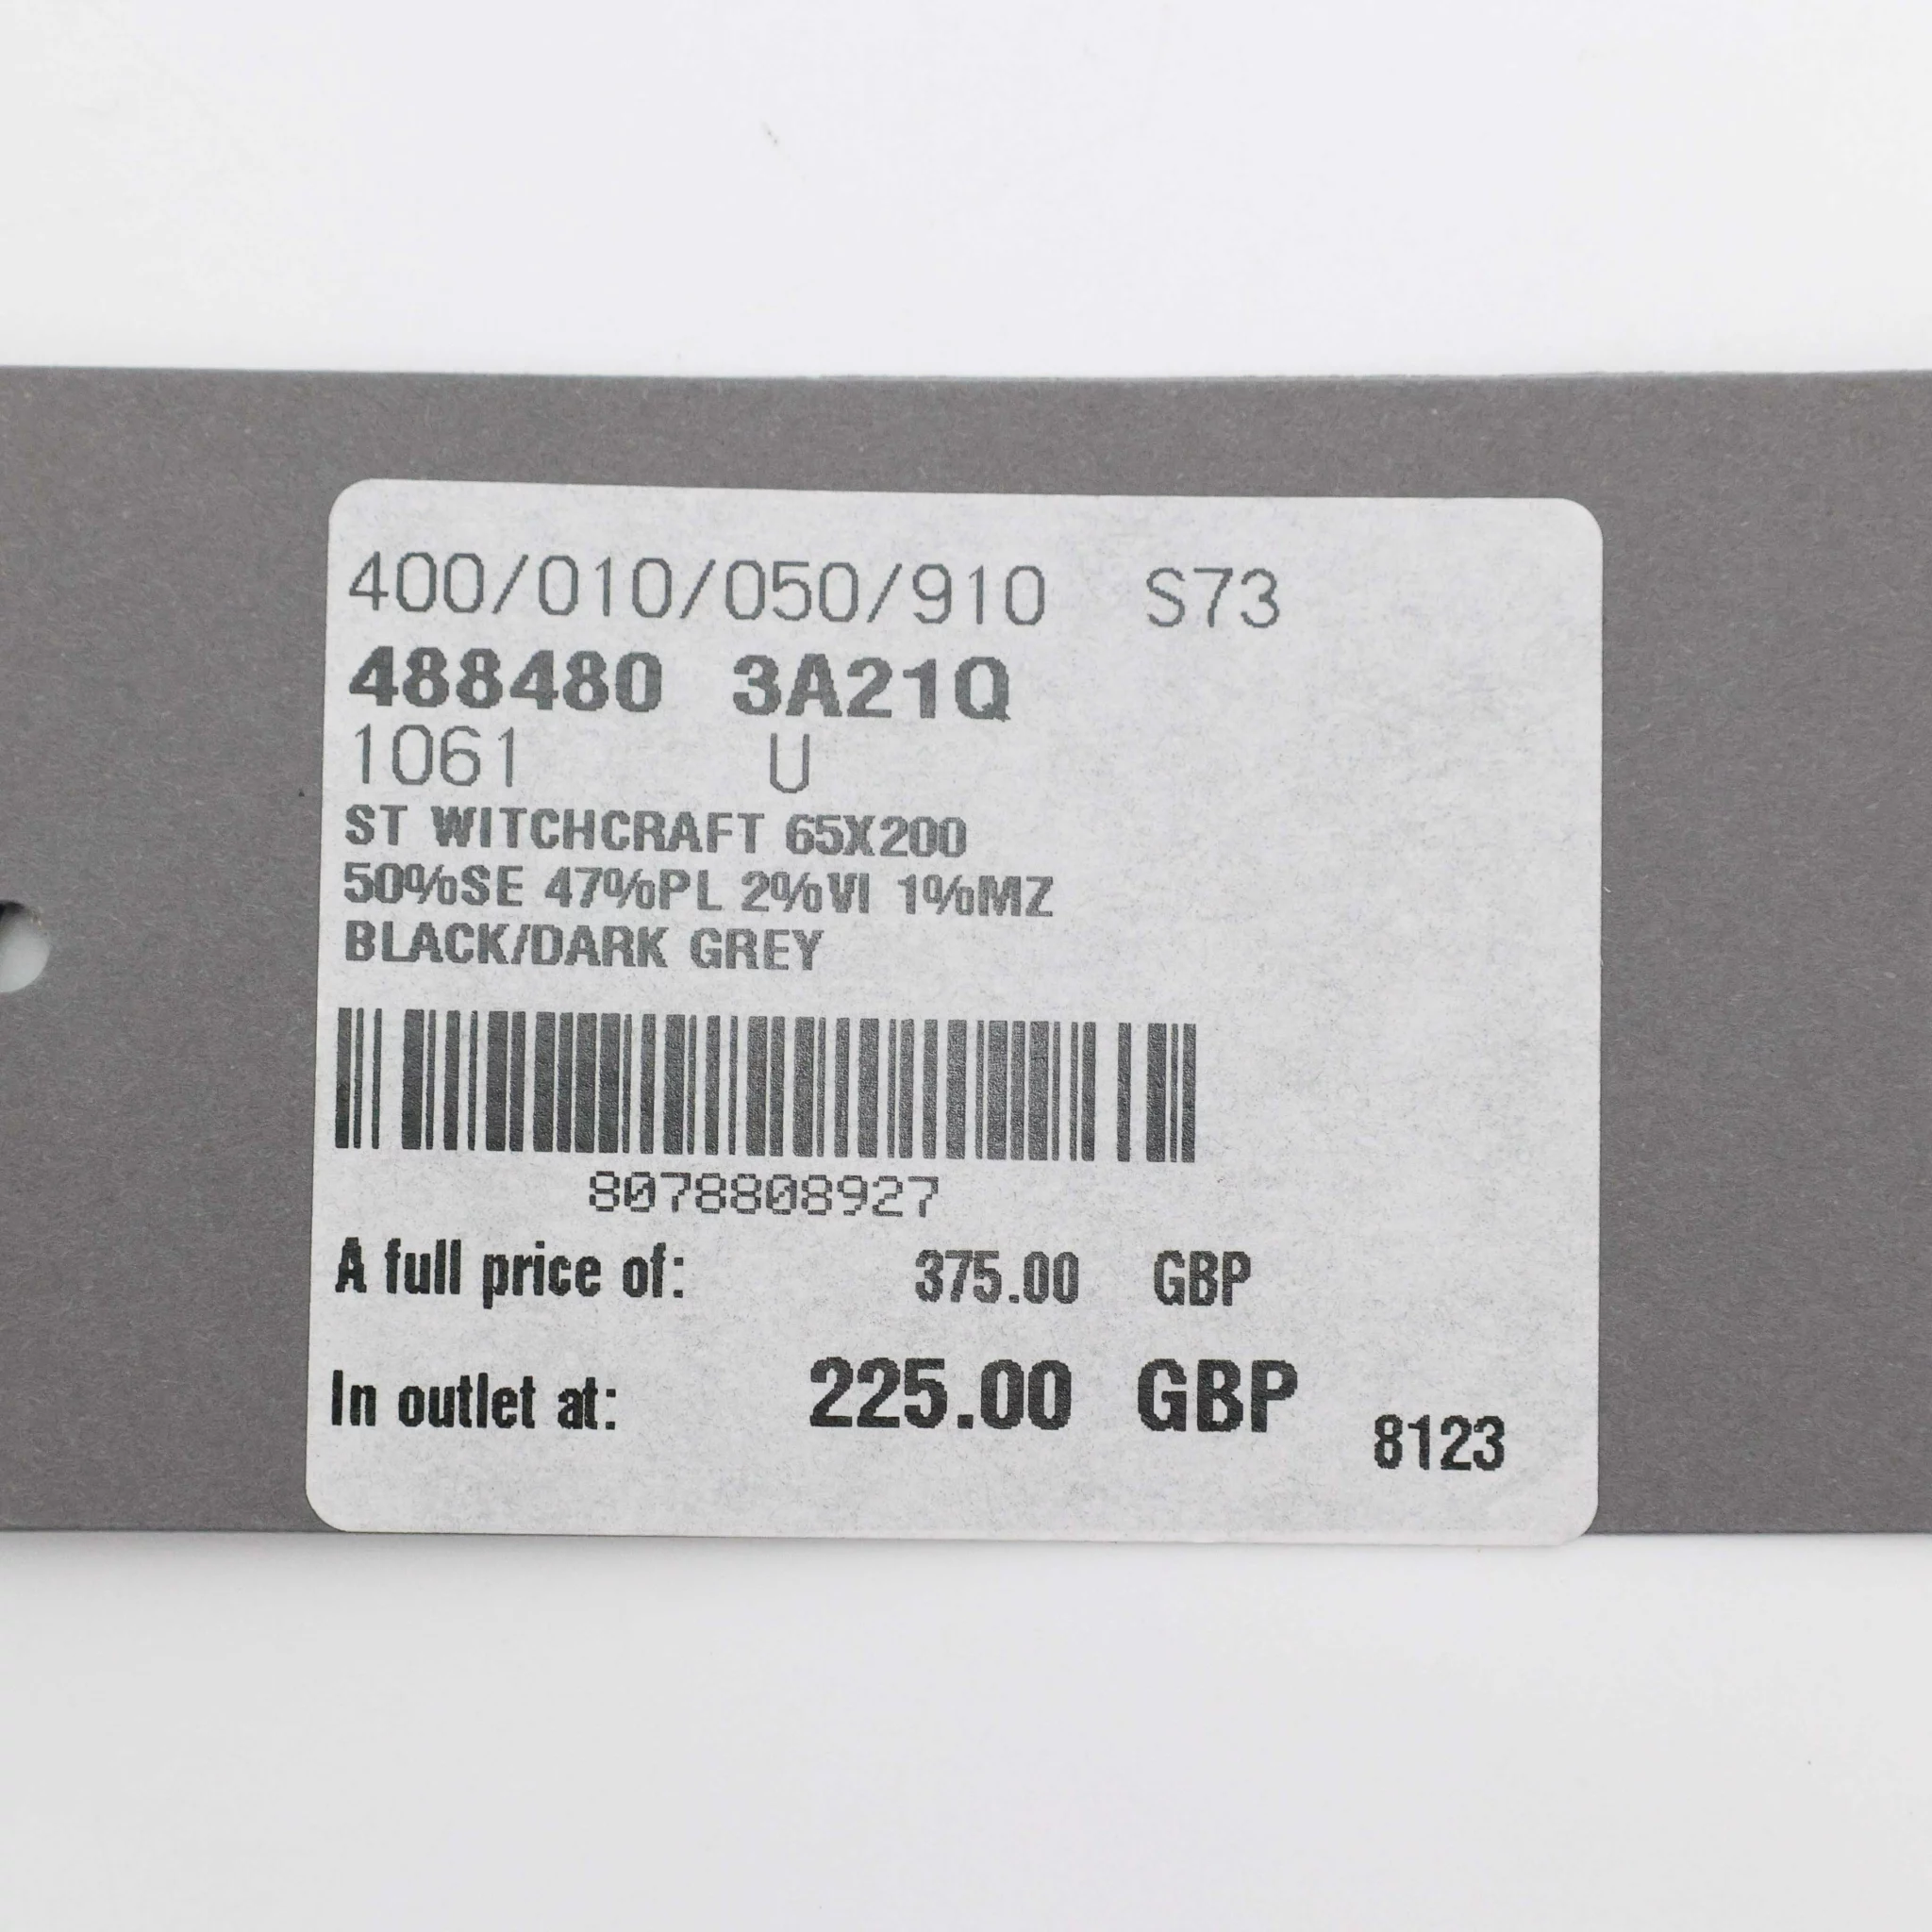 400/010/050/910 S73
488480 3A21Q
1061 U
ST WITCHCRAFT 65X200
50%SE 47%PL 2%VI 1%MZ
BLACK/DARK GREY
8078808927
A full price of: 375.00 GBP
In outlet at: 225.00 GBP
8123